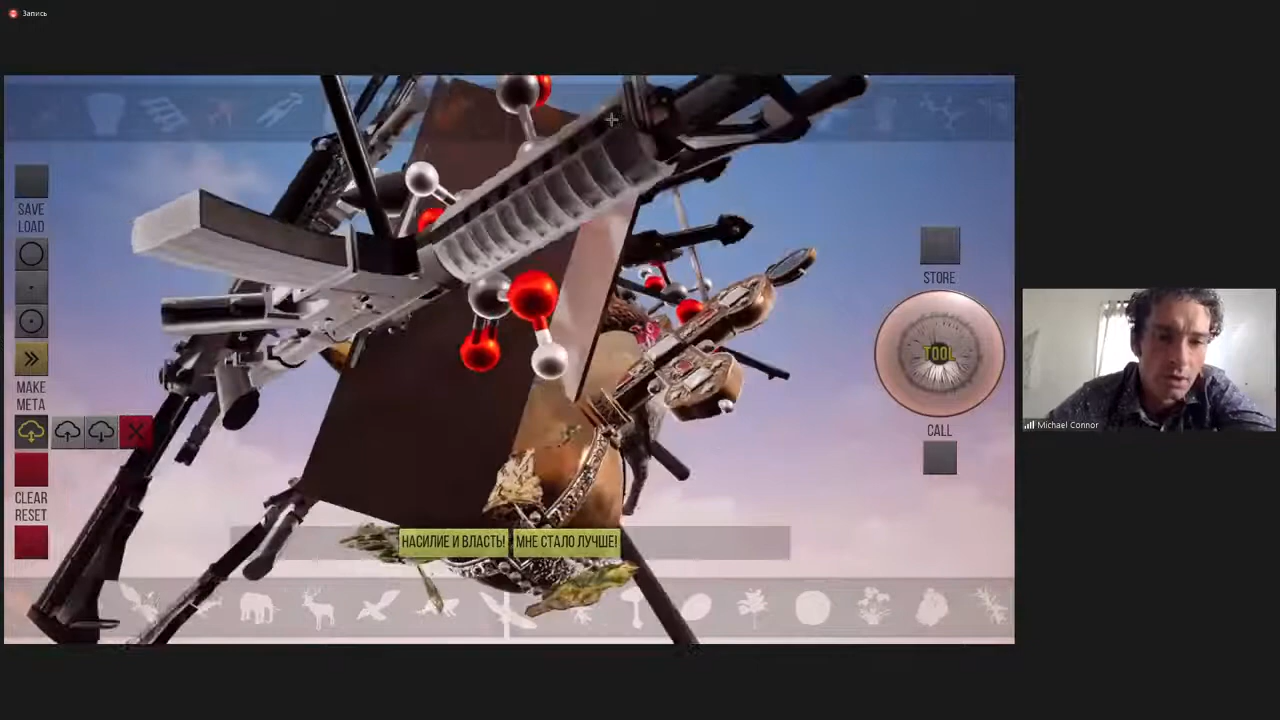 Запись
SAVE
LOAD
MAKE
META
CLEAR
RESET
STORE
TOOL
CALL
НАСИЛИЕ И ВЛАСТЬ! МНЕ СТАЛО ЛУЧШЕ!
Michael Connor